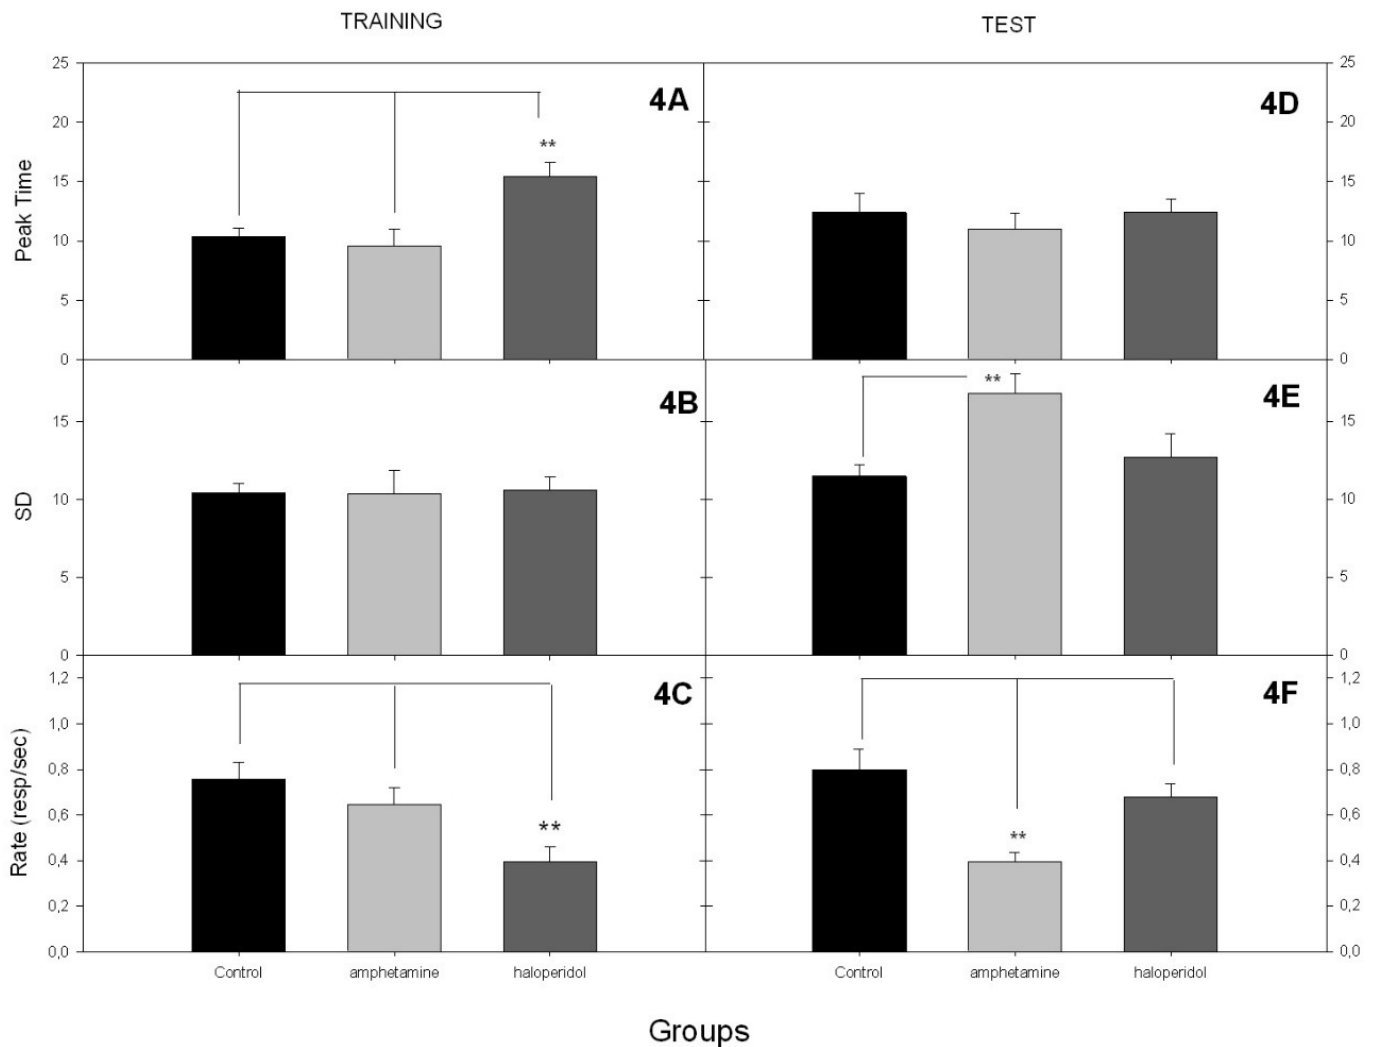 TRAINING
TEST
25
20
15
10
5
0
Peak Time
4A
**
4D
25
20
15
10
5
0
15
10
5
0
SD
4B
**
4E
15
10
5
0
1,2
1,0
0,8
0,6
0,4
0,2
0,0
Rate (resp/sec)
4C
**
4F
**
1,2
1,0
0,8
0,6
0,4
0,2
0,0
Control amphetamine haloperidol
Control amphetamine haloperidol
Groups